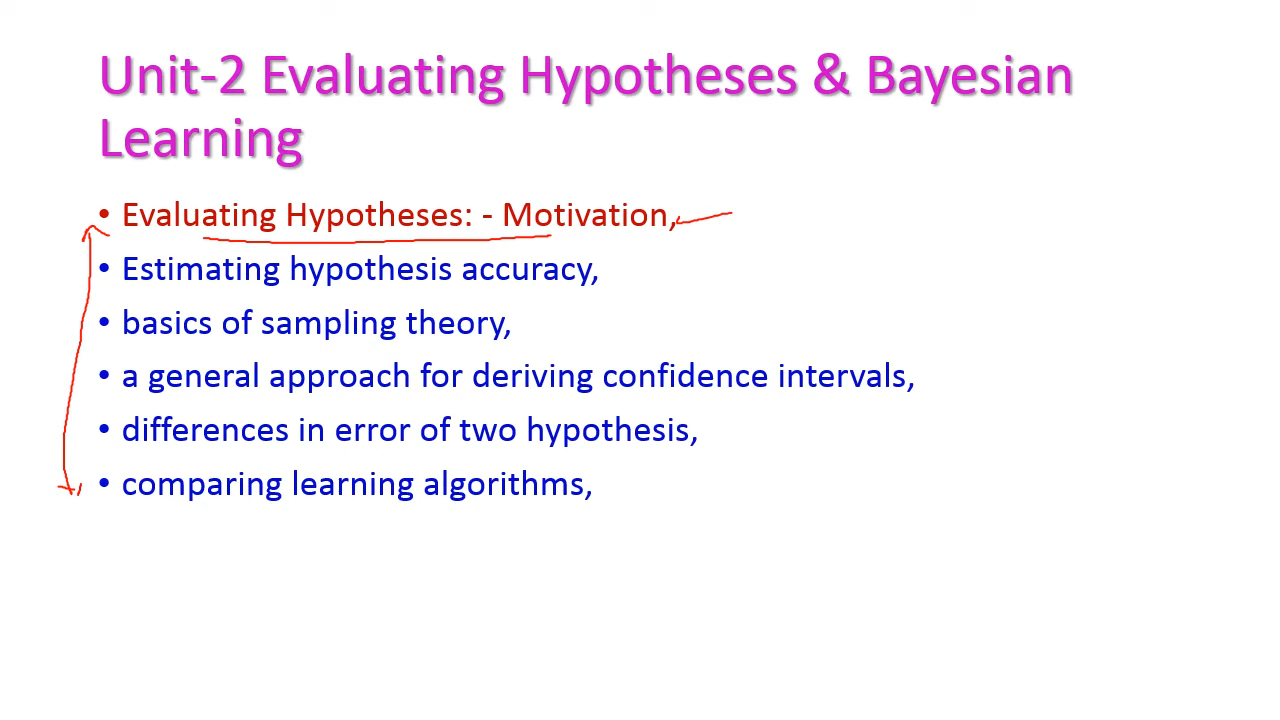 Unit-2 Evaluating Hypotheses & Bayesian
Learning
• Evaluating Hypotheses: - Motivation,
• Estimating hypothesis accuracy,
• basics of sampling theory,
• a general approach for deriving confidence intervals,
• differences in error of two hypothesis,
• comparing learning algorithms,